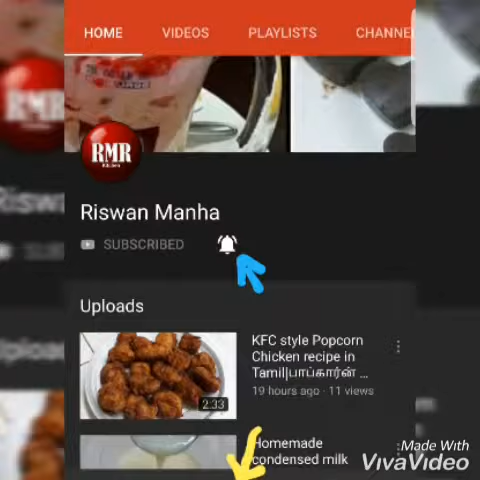 HOME VIDEOS PLAYLISTS CHANNE
RMR
Kitchen
Riswan Manha
SUBSCRIBED
Uploads
KFC style Popcorn
Chicken recipe in
Tamil|பாப்கார்ன் ...
19 hours ago · 11 views
2:33
Homemade
condensed milk
Made With
VivaVideo